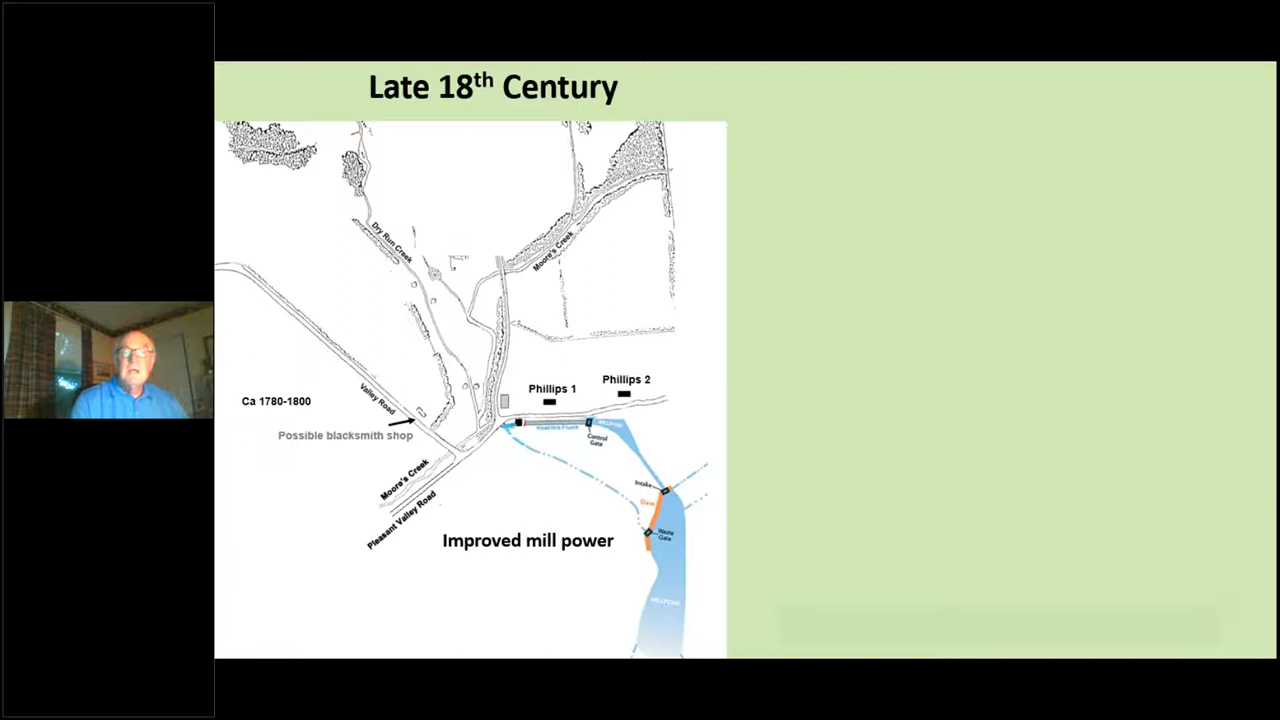 Late 18th Century
Dry Run Creek
Moore's Creek
Phillips 2
Phillips 1
Valley Road
Ca 1780-1800
Possible blacksmith shop
Control
Gate
Moore's Creek
Intake
Dam
Pleasant Valley Road
Waste
Gate
Improved mill power
MILLPOND